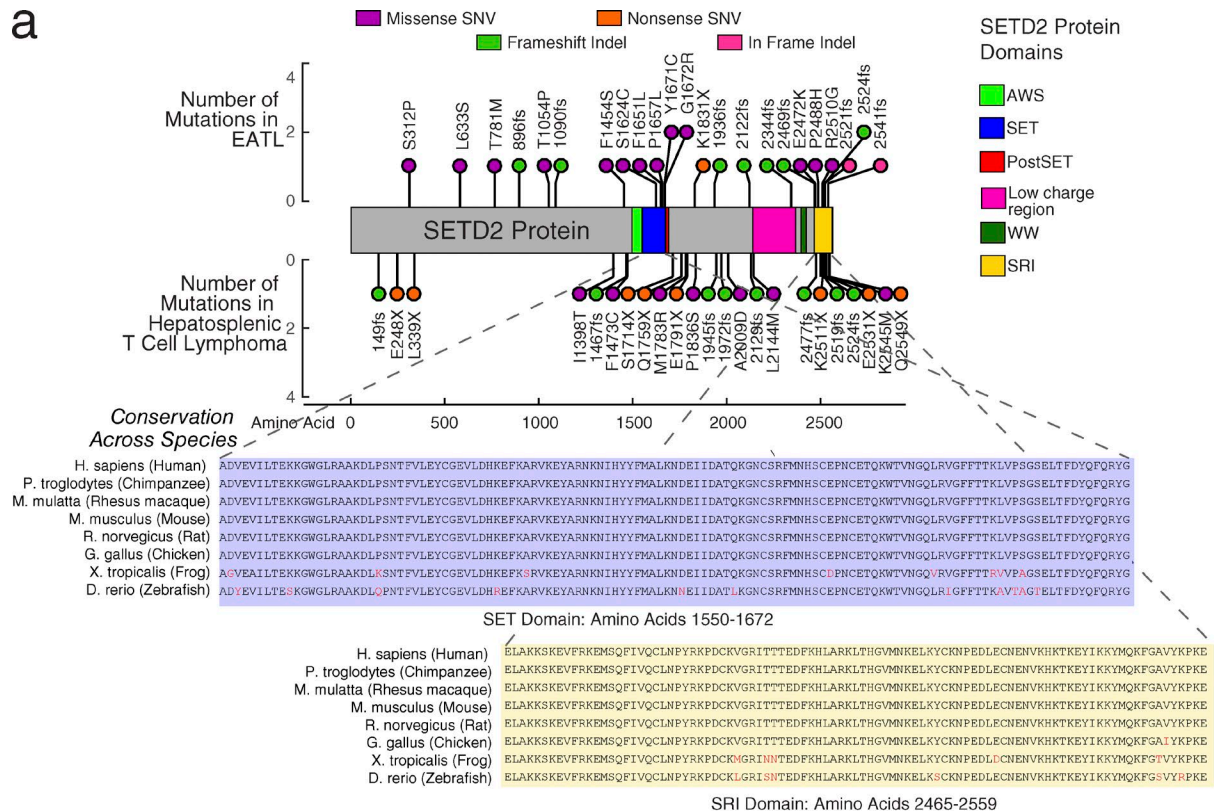 a
Missense SNV
Nonsense SNV
Frameshift Indel
In Frame Indel
SETD2 Protein
Domains
AWS
SET
PostSET
Low charge
region
WW
SRI
Number of
Mutations in
EATL
4
2
0
S312P
L633S
T781M
896fs
T1054P
1090fs
F1454S
S1624C
F1651L
P1657L
Y1671C
G1672R
K1831X
1936fs
2122fs
2344fs
2469fs
E2472K
P2488H
R2510G
2521fs
2524fs
2541fs
SETD2 Protein
Number of
Mutations in
Hepatosplenic
T Cell Lymphoma
0
2
4
149fs
E248X
L339X
I1398T
1467fs
F1473C
S1714X
Q1759X
M1783R
E1791X
P1836S
1945fs
1972fs
A2009D
L2144M
2477fs
K2511X
2519fs
2524fs
E2531X
K2545M
Q2549X
Amino Acid 0 500 1000 1500 2000 2500
Conservation
Across Species
H. sapiens (Human) ADVEVILTEKKGWGLRAAKDLPSNTFVLEYCGEVLDHKEFKARVKEYARNKNIHYYFMALKNDEIIDATQKGNCSRFMNHSCEPNCETQKWTVNGQLRVGFFTTKLVPSGSELTFDYQFQRYG
P. troglodytes (Chimpanzee) ADVEVILTEKKGWGLRAAKDLPSNTFVLEYCGEVLDHKEFKARVKEYARNKNIHYYFMALKNDEIIDATQKGNCSRFMNHSCEPNCETQKWTVNGQLRVGFFTTKLVPSGSELTFDYQFQRYG
M. mulatta (Rhesus macaque) ADVEVILTEKKGWGLRAAKDLPSNTFVLEYCGEVLDHKEFKARVKEYARNKNIHYYFMALKNDEIIDATQKGNCSRFMNHSCEPNCETQKWTVNGQLRVGFFTTKLVPSGSELTFDYQFQRYG
M. musculus (Mouse) ADVEVILTEKKGWGLRAAKDLPSNTFVLEYCGEVLDHKEFKARVKEYARNKNIHYYFMALKNDEIIDATQKGNCSRFMNHSCEPNCETQKWTVNGQLRVGFFTTKLVPSGSELTFDYQFQRYG
R. norvegicus (Rat) ADVEVILTEKKGWGLRAAKDLPSNTFVLEYCGEVLDHKEFKARVKEYARNKNIHYYFMALKNDEIIDATQKGNCSRFMNHSCEPNCETQKWTVNGQLRVGFFTTKLVPSGSELTFDYQFQRYG
G. gallus (Chicken) ADVEVILTEKKGWGLRAAKDLPSNTFVLEYCGEVLDHKEFKARVKEYARNKNIHYYFMALKNDEIIDATQKGNCSRFMNHSCEPNCETQKWTVNGQLRVGFFTTKLVPSGSELTFDYQFQRYG
X. tropicalis (Frog) AGVEAILTEKKGWGLRAAKDLKSNTFVLEYCGEVLDHKEFKSRVKEYARNKNIHYYFMALKNDEIIDATQKGNCSRFMNHSCDPNCETQKWTVNGQVRVGFFTTRVVPAGSELTFDYQFQRYG
D. rerio (Zebrafish) ADYEVILTESKGWGLRAAKDLQSNTFVLEYCGEVLDHREFKARVKEYARNKNIHYYFMALKNNEIIDATLKGNCSRFMNHSCEPNCETQKWTVNGQLRIGFFTTKAVTAGTELTFDYQFQRYG
SET Domain: Amino Acids 1550-1672
H. sapiens (Human) ELAKKSKEVFRKEMSQFIVQCLNPYRKPDCKVGRITTTEDFKHLARKLTHGVMNKELKYCKNPEDLECNENVKHKTKEYIKKYMQKFGAVYKPKE
P. troglodytes (Chimpanzee) ELAKKSKEVFRKEMSQFIVQCLNPYRKPDCKVGRITTTEDFKHLARKLTHGVMNKELKYCKNPEDLECNENVKHKTKEYIKKYMQKFGAVYKPKE
M. mulatta (Rhesus macaque) ELAKKSKEVFRKEMSQFIVQCLNPYRKPDCKVGRITTTEDFKHLARKLTHGVMNKELKYCKNPEDLECNENVKHKTKEYIKKYMQKFGAVYKPKE
M. musculus (Mouse) ELAKKSKEVFRKEMSQFIVQCLNPYRKPDCKVGRITTTEDFKHLARKLTHGVMNKELKYCKNPEDLECNENVKHKTKEYIKKYMQKFGAVYKPKE
R. norvegicus (Rat) ELAKKSKEVFRKEMSQFIVQCLNPYRKPDCKVGRITTTEDFKHLARKLTHGVMNKELKYCKNPEDLECNENVKHKTKEYIKKYMQKFGAVYKPKE
G. gallus (Chicken) ELAKKSKEVFRKEMSQFIVQCLNPYRKPDCKVGRITTTEDFKHLARKLTHGVMNKELKYCKNPEDLECNENVKHKTKEYIKKYMQKFGAIYKPKE
X. tropicalis (Frog) ELAKKSKEVFRKEMSQFIVQCLNPYRKPDCKMGRINNTEDFKHLARKLTHGVMNKELKYCKNPEDLDCNENVKHKTKEYIKKYMQKFGTVYKPKE
D. rerio (Zebrafish) ELAKKSKEVFRKEMSQFIVQCLNPYRKPDCKLGRISNTEDFKHLARKLTHGVMNKELKSCKNPEDLECNENVKHKTKEYIKKYMQKFGSVYRPKE
SRI Domain: Amino Acids 2465-2559